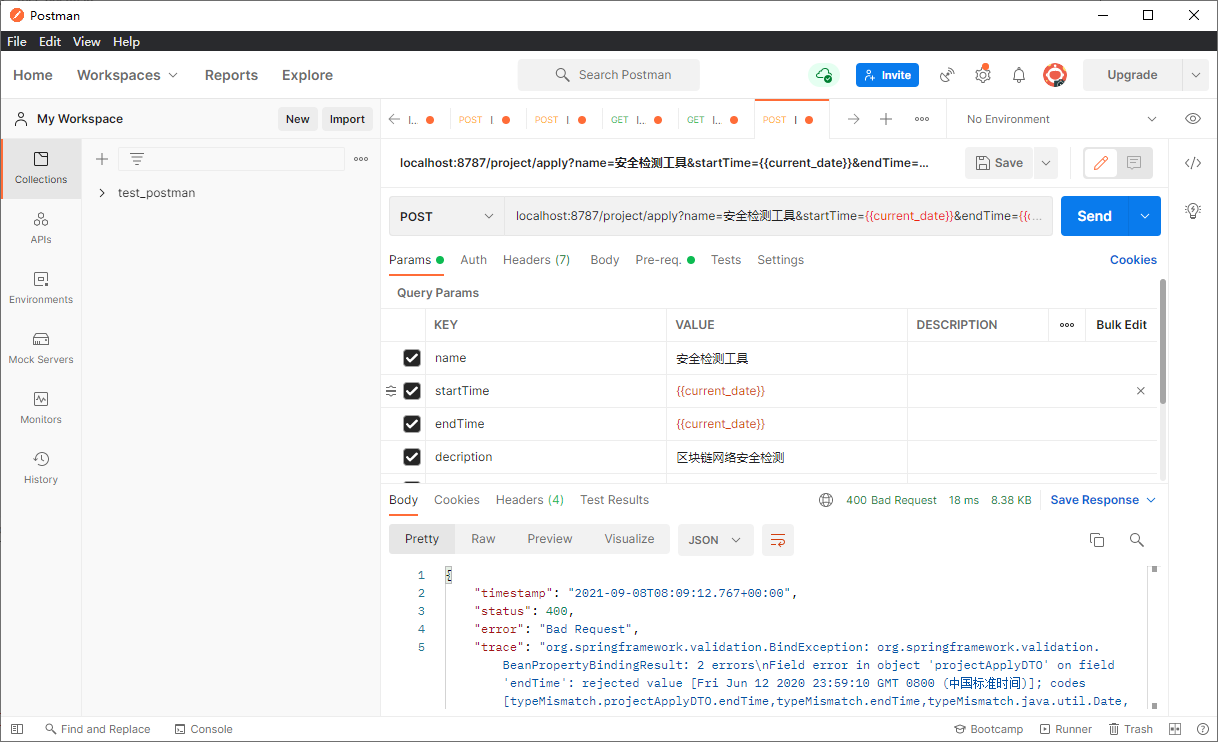 Postman
File Edit View Help
Home Workspaces Reports Explore Search Postman Invite Upgrade
My Workspace New Import
I.. POST I POST I GET I.. GET I.. POST I No Environment
localhost:8787/project/apply?name=安全检测工具&startTime={{current_date}}&endTime=... Save
Collections
test_postman
POST localhost:8787/project/apply?name=安全检测工具&startTime={{current_date}}&endTime={{c... Send
APIs
Params Auth Headers (7) Body Pre-req. Tests Settings Cookies
Environments
Query Params
KEY VALUE DESCRIPTION Bulk Edit
Mock Servers
name 安全检测工具
startTime {{current_date}}
Monitors
endTime {{current_date}}
decription 区块链网络安全检测
History
Body Cookies Headers (4) Test Results 400 Bad Request 18 ms 8.38 KB Save Response
Pretty Raw Preview Visualize JSON
1 {
2 "timestamp": "2021-09-08T08:09:12.767+00:00",
3 "status": 400,
4 "error": "Bad Request",
5 "trace": "org.springframework.validation.BindException: org.springframework.validation.
BeanPropertyBindingResult: 2 errors\nField error in object 'projectApplyDTO' on field
'endTime': rejected value [Fri Jun 12 2020 23:59:10 GMT 0800 (中国标准时间)]; codes
[typeMismatch.projectApplyDTO.endTime,typeMismatch.endTime,typeMismatch.java.util.Date,
Find and Replace Console Bootcamp Runner Trash